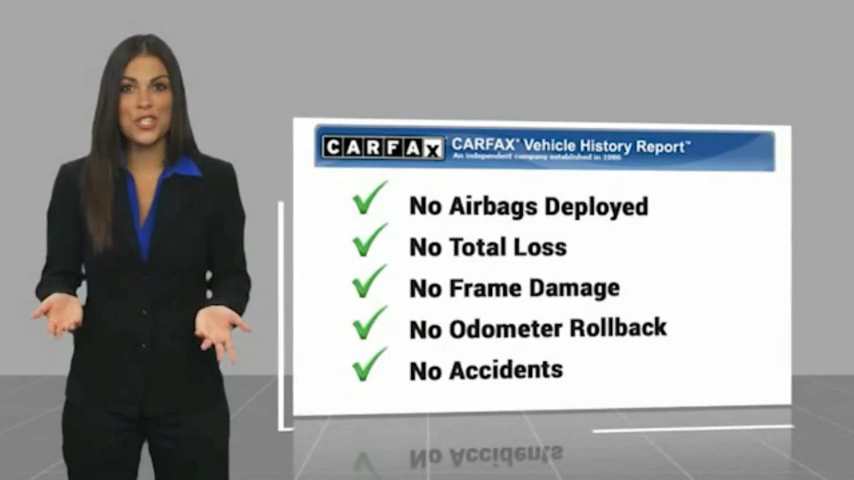 CARFAX CARFAX® Vehicle History Report™
An independent company established in 1986
No Airbags Deployed
No Total Loss
No Frame Damage
No Odometer Rollback
No Accidents
No Accidents